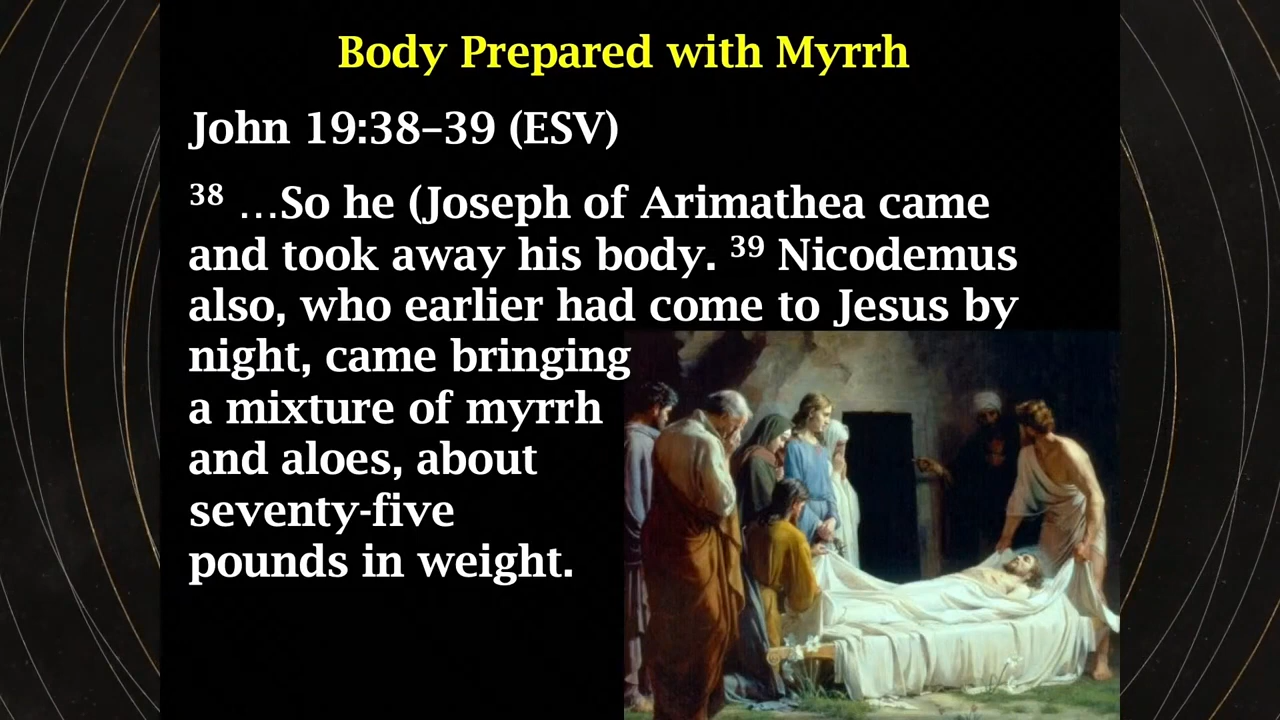 Body Prepared with Myrrh
John 19:38–39 (ESV)
38 …So he (Joseph of Arimathea came
and took away his body. 39 Nicodemus
also, who earlier had come to Jesus by
night, came bringing
a mixture of myrrh
and aloes, about
seventy-five
pounds in weight.